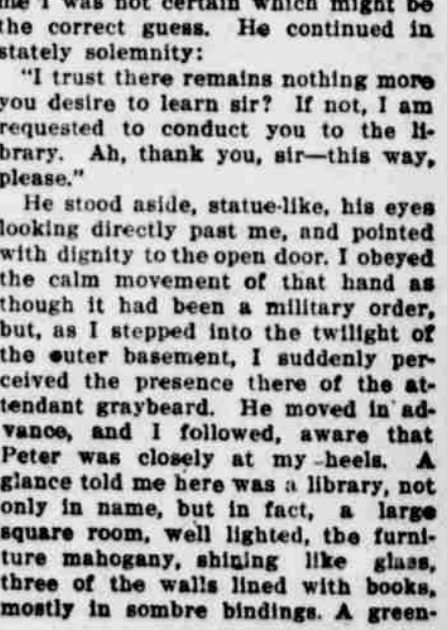 me I was not certain which might be
the correct guess. He continued in
stately solemnity:
"I trust there remains nothing more
you desire to learn sir? If not, I am
requested to conduct you to the li-
brary. Ah, thank you, sir—this way,
please."
He stood aside, statue-like, his eyes
looking directly past me, and pointed
with dignity to the open door. I obeyed
the calm movement of that hand as
though it had been a military order,
but, as I stepped into the twilight of
the outer basement, I suddenly per-
ceived the presence there of the at-
tendant graybeard. He moved in ad-
vance, and I followed, aware that
Peter was closely at my heels. A
glance told me here was a library, not
only in name, but in fact, a large
square room, well lighted, the furni-
ture mahogany, shining like glass,
three of the walls lined with books,
mostly in sombre bindings. A green-